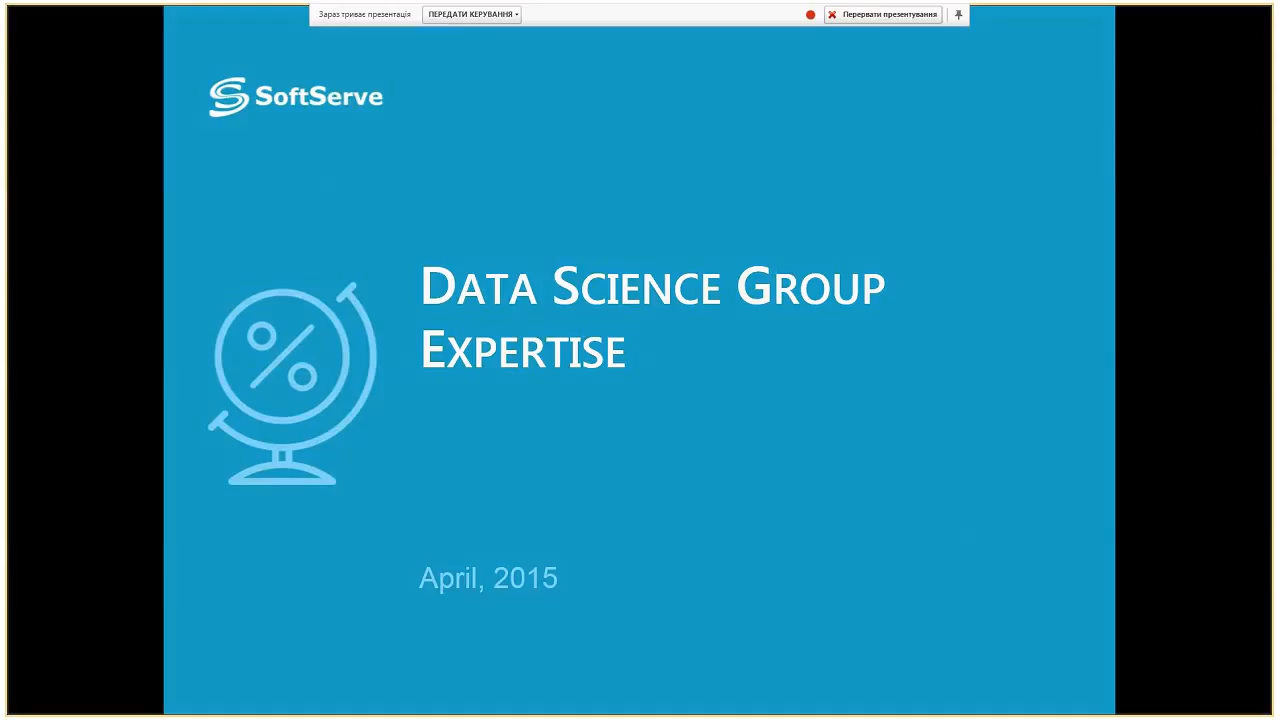 Зараз триває презентація
ПЕРЕДАТИ КЕРУВАННЯ
Перервати презентування
SoftServe
DATA SCIENCE GROUP
EXPERTISE
April, 2015